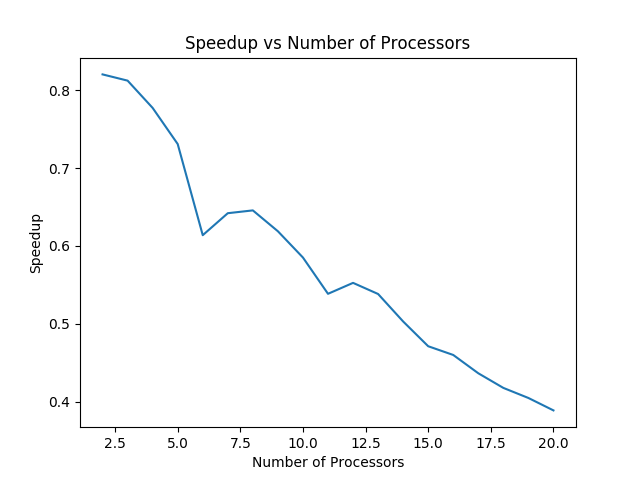 Speedup vs Number of Processors
Speedup
0.8
0.7
0.6
0.5
0.4
2.5 5.0 7.5 10.0 12.5 15.0 17.5 20.0
Number of Processors